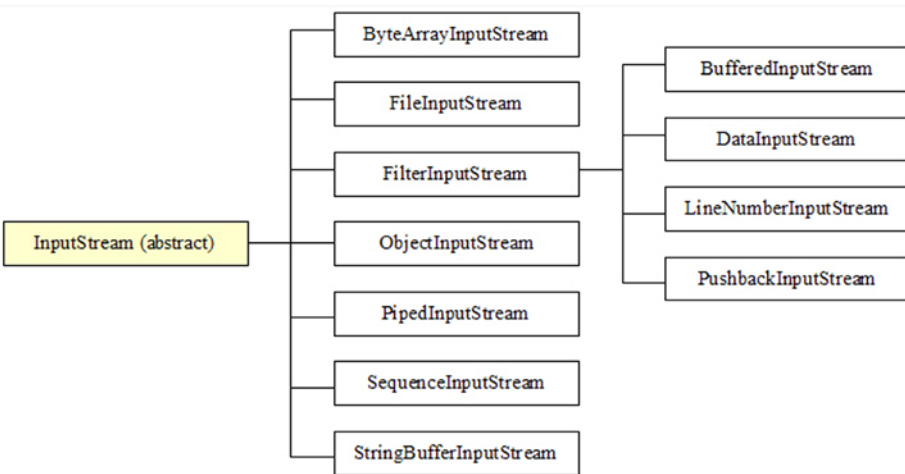 ByteArrayInputStream
BufferedInputStream
FileInputStream
DataInputStream
FilterInputStream
LineNumberInputStream
InputStream (abstract)
ObjectInputStream
PushbackInputStream
PipedInputStream
SequenceInputStream
StringBufferInputStream